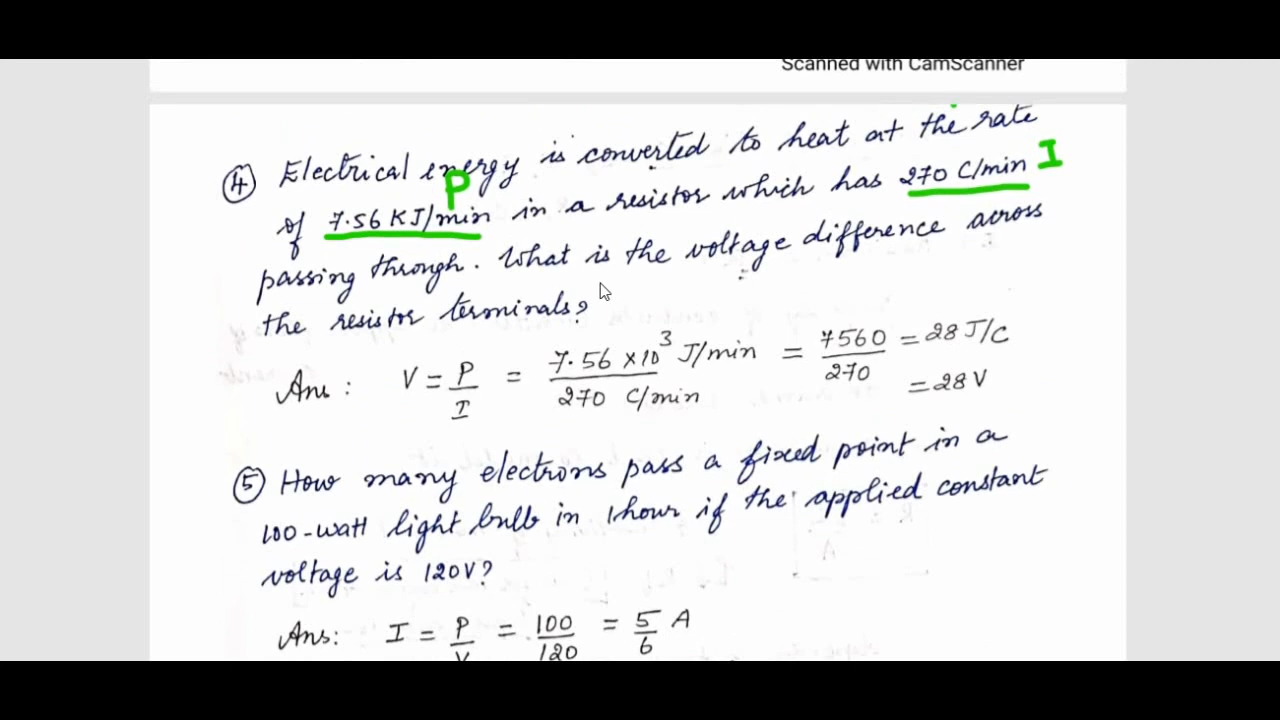 Scanned with CamScanner
④ Electrical energy is converted to heat at the rate
P
of 7.56 KJ/min in a resistor which has 270 C/min I
passing through. What is the voltage difference across
the resistor terminals?
Ans: V = P/I = 7.56 × 10³ J/min / 270 C/min = 7560/270 = 28 J/C
= 28 V
⑤ How many electrons pass a fixed point in a
100-watt light bulb in 1 hour if the applied constant
voltage is 120V?
Ans: I = P/V = 100/120 = 5/6 A